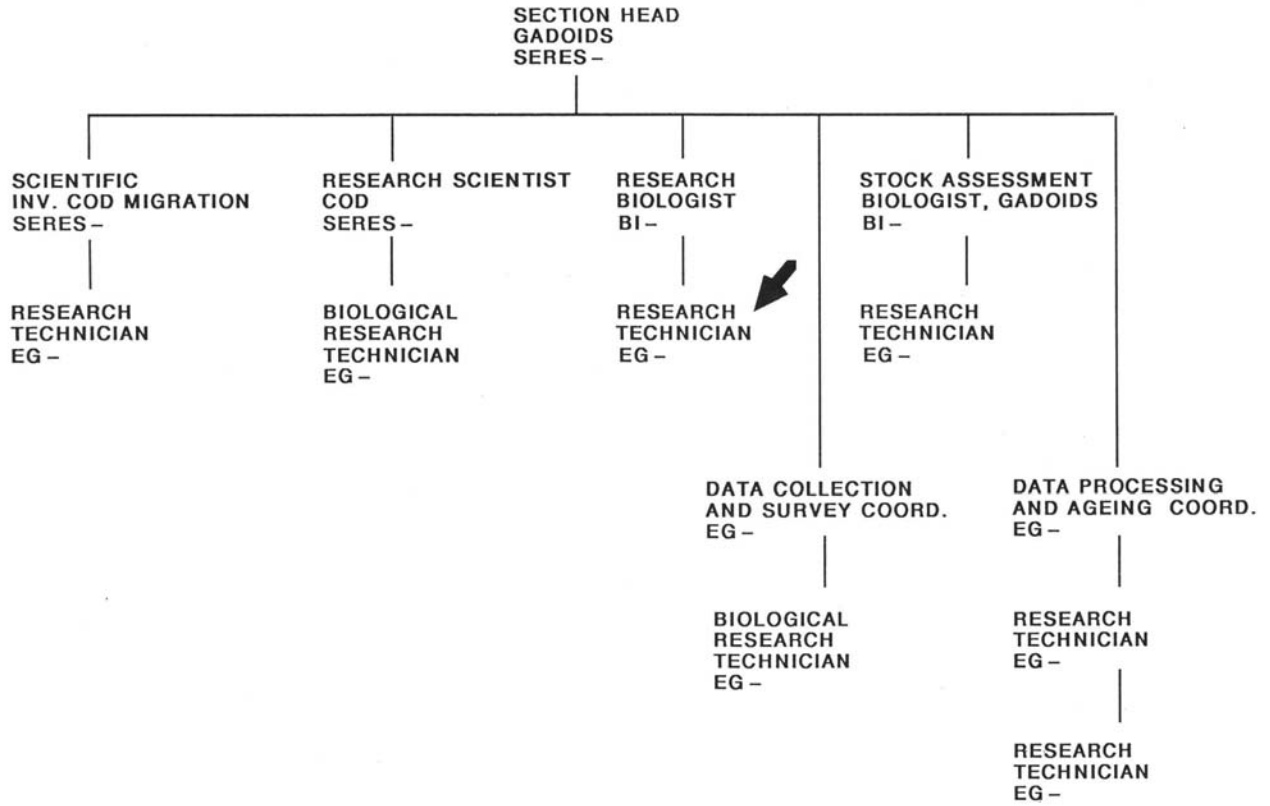 SECTION HEAD
GADOIDS
SERES –
SCIENTIFIC
INV. COD MIGRATION
SERES –
RESEARCH SCIENTIST
COD
SERES –
RESEARCH
BIOLOGIST
BI –
STOCK ASSESSMENT
BIOLOGIST, GADOIDS
BI –
RESEARCH
TECHNICIAN
EG –
BIOLOGICAL
RESEARCH
TECHNICIAN
EG –
RESEARCH
TECHNICIAN
EG –
RESEARCH
TECHNICIAN
EG –
DATA COLLECTION
AND SURVEY COORD.
EG –
DATA PROCESSING
AND AGEING COORD.
EG –
BIOLOGICAL
RESEARCH
TECHNICIAN
EG –
RESEARCH
TECHNICIAN
EG –
RESEARCH
TECHNICIAN
EG –